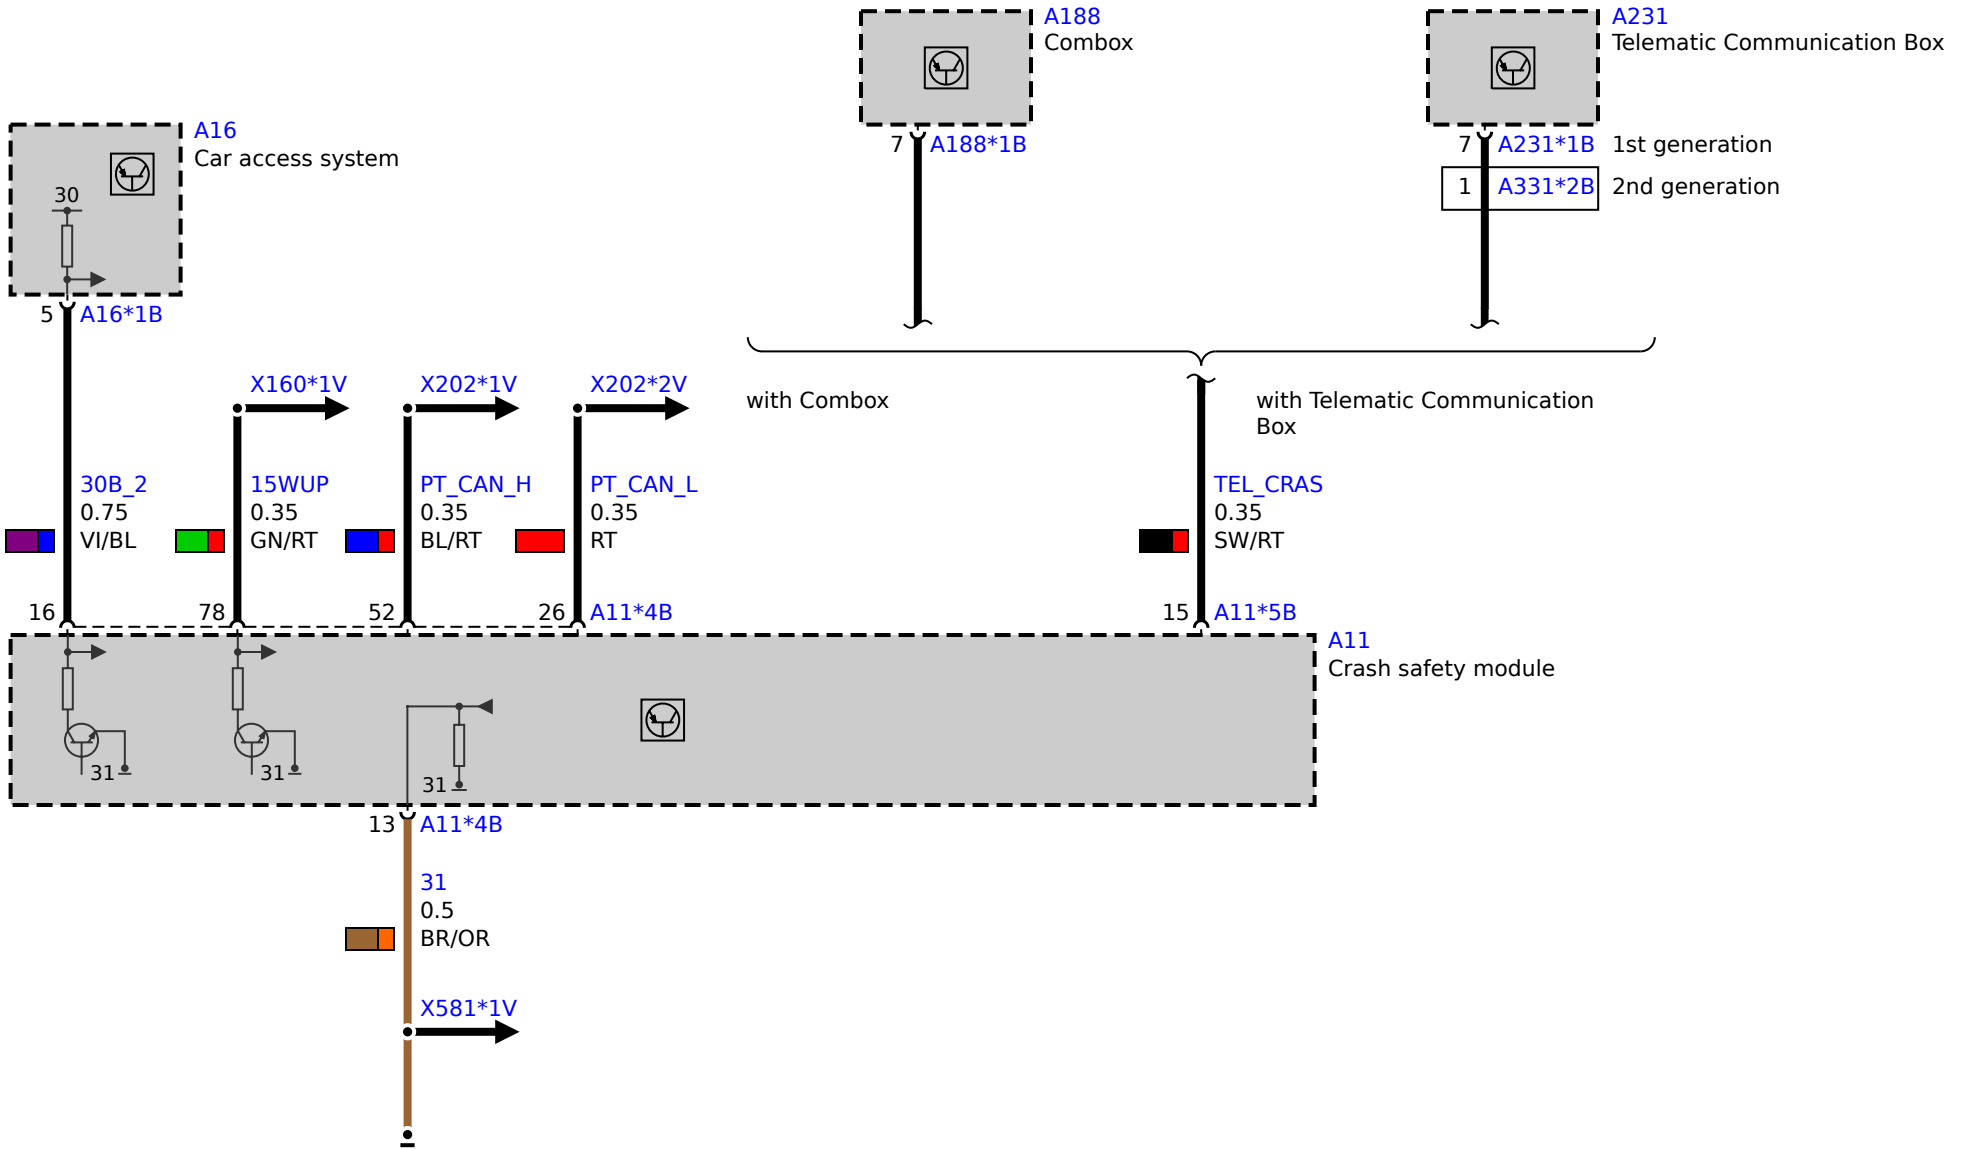 A188
Combox
A231
Telematic Communication Box
A16
Car access system
30
7 A188*1B
7 A231*1B 1st generation
1 A331*2B 2nd generation
5 A16*1B
X160*1V
X202*1V
X202*2V
with Combox
with Telematic Communication
Box
30B_2
0.75
VI/BL
15WUP
0.35
GN/RT
PT_CAN_H
0.35
BL/RT
PT_CAN_L
0.35
RT
TEL_CRAS
0.35
SW/RT
16
78
52
26 A11*4B
15 A11*5B
A11
Crash safety module
31
31
31
13 A11*4B
31
0.5
BR/OR
X581*1V